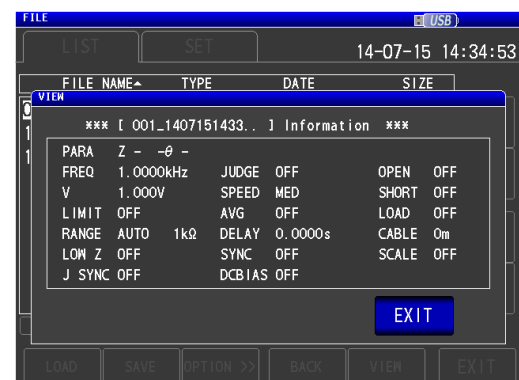 FILE USB
LIST SET 14-07-15 14:34:53
FILE NAME▲ TYPE DATE SIZE
VIEW
*** [ 001_1407151433.. ] Information ***
PARA Z - -θ -
FREQ 1.0000kHz JUDGE OFF OPEN OFF
V 1.000V SPEED MED SHORT OFF
LIMIT OFF AVG OFF LOAD OFF
RANGE AUTO 1kΩ DELAY 0.0000s CABLE 0m
LOW Z OFF SYNC OFF SCALE OFF
J SYNC OFF DCBIAS OFF
EXIT
LOAD SAVE OPTION >> BACK VIEW EXIT